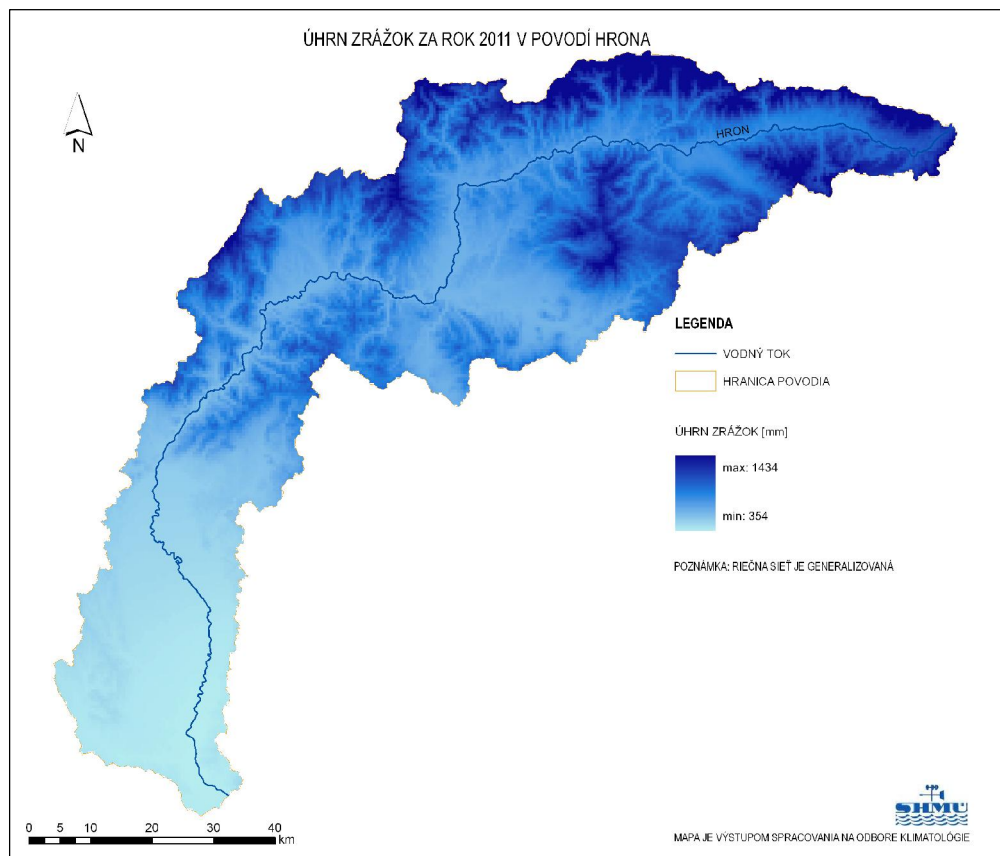 ÚHRN ZRÁŽOK ZA ROK 2011 V POVODÍ HRONA
N
HRON
LEGENDA
VODNÝ TOK
HRANICA POVODIA
ÚHRN ZRÁŽOK [mm]
max: 1434
min: 354
POZNÁMKA: RIEČNA SIEŤ JE GENERALIZOVANÁ
SHMÚ
0 5 10 20 30 40
km
MAPA JE VÝSTUPOM SPRACOVANIA NA ODBORE KLIMATOLÓGIE